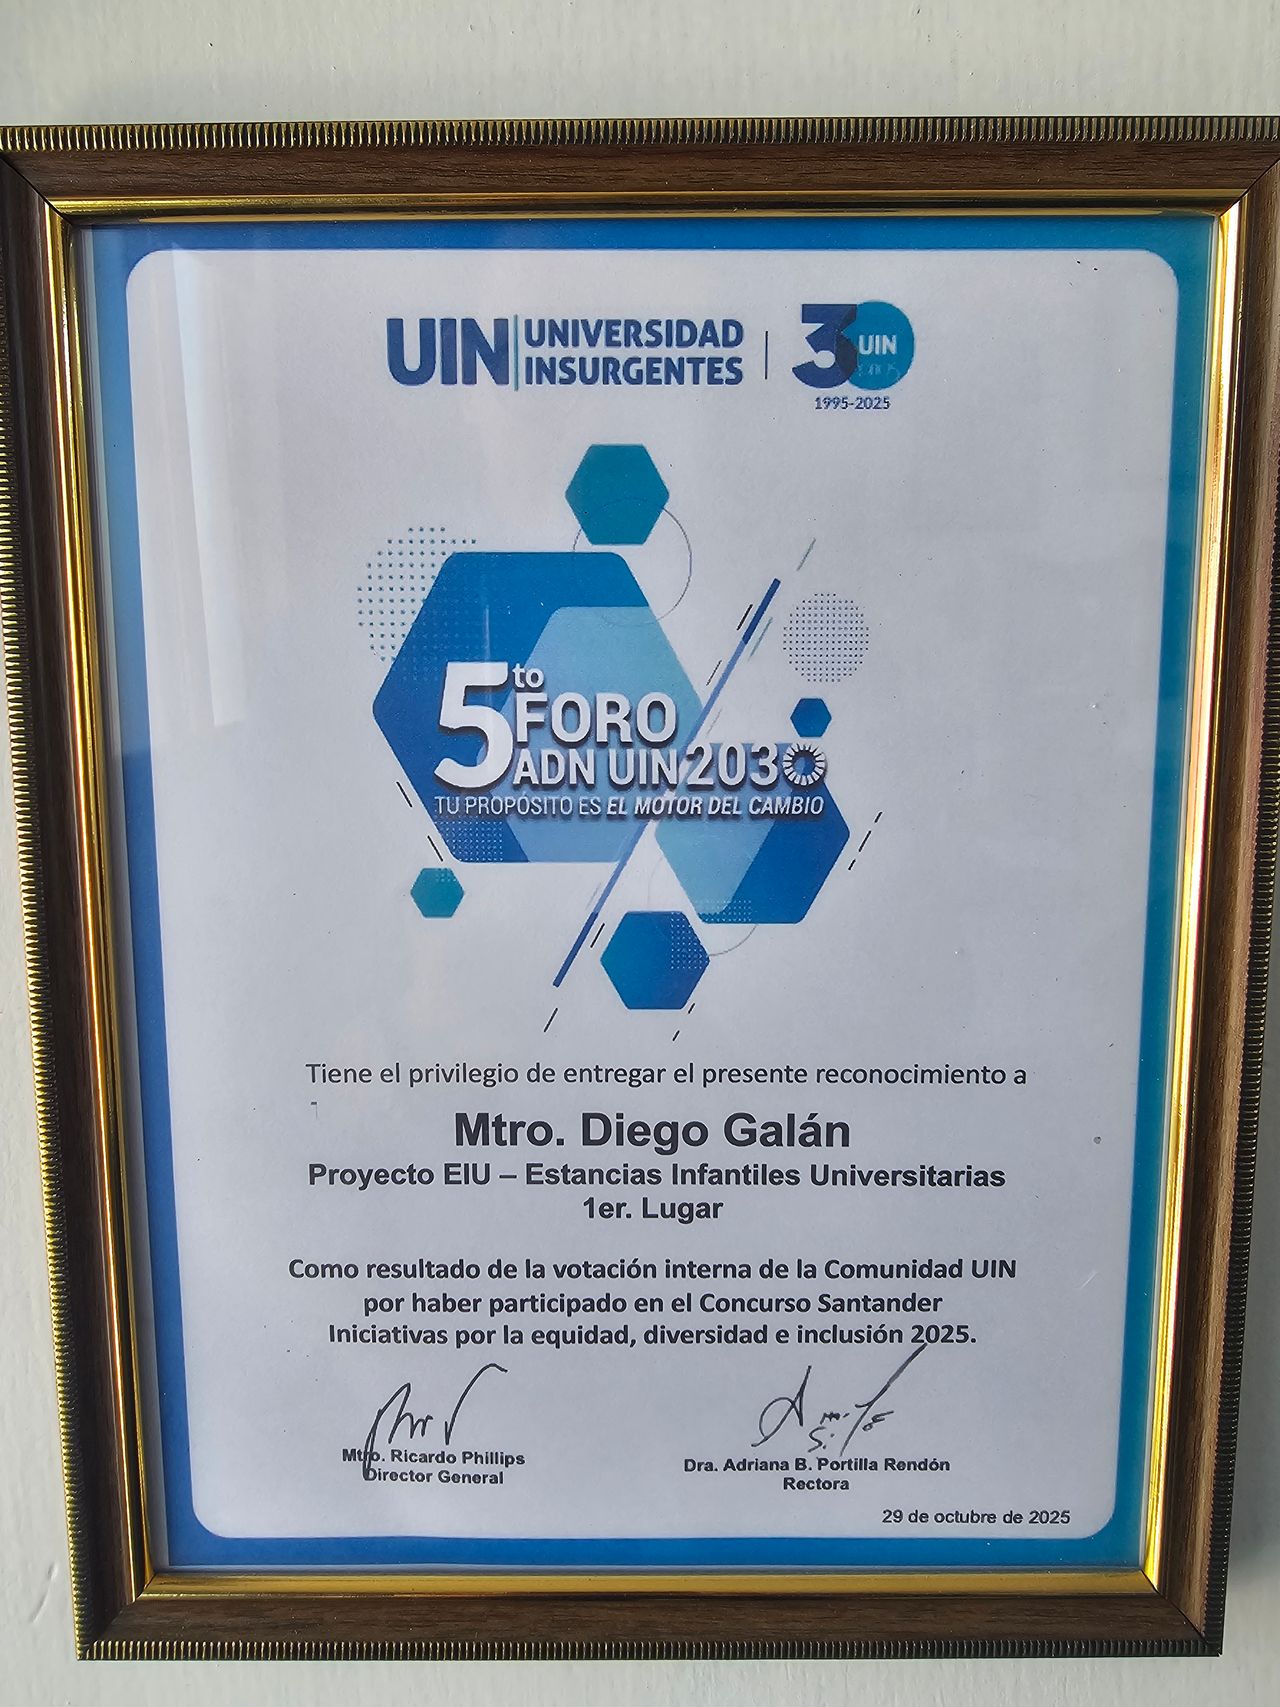 UIN UNIVERSIDAD INSURGENTES
30 UIN
1995-2025
5to FORO
ADN UIN 2030
TU PROPÓSITO ES EL MOTOR DEL CAMBIO
Tiene el privilegio de entregar el presente reconocimiento a
Mtro. Diego Galán
Proyecto EIU – Estancias Infantiles Universitarias
1er. Lugar
Como resultado de la votación interna de la Comunidad UIN
por haber participado en el Concurso Santander
Iniciativas por la equidad, diversidad e inclusión 2025.
Mtro. Ricardo Phillips
Director General
Dra. Adriana B. Portilla Rendón
Rectora
29 de octubre de 2025